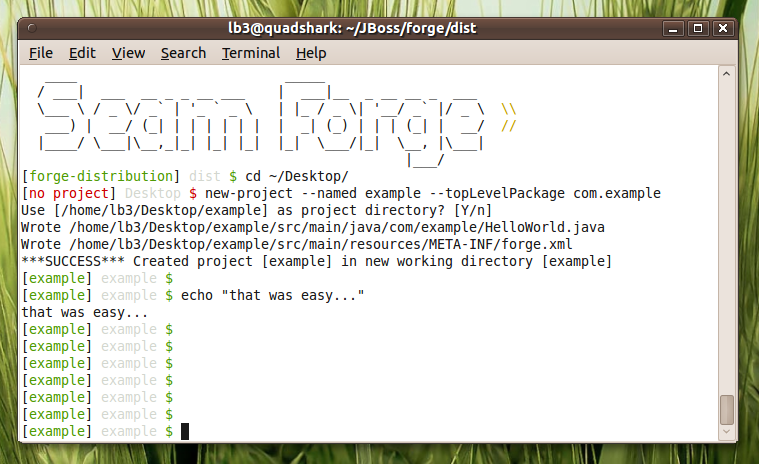 lb3@quadshark: ~/JBoss/forge/dist
File Edit View Search Terminal Help
Seam Forge \\ //
[forge-distribution] dist $ cd ~/Desktop/
[no project] Desktop $ new-project --named example --topLevelPackage com.example
Use [/home/lb3/Desktop/example] as project directory? [Y/n]
Wrote /home/lb3/Desktop/example/src/main/java/com/example/HelloWorld.java
Wrote /home/lb3/Desktop/example/src/main/resources/META-INF/forge.xml
***SUCCESS*** Created project [example] in new working directory [example]
[example] example $
[example] example $ echo "that was easy..."
that was easy...
[example] example $
[example] example $
[example] example $
[example] example $
[example] example $
[example] example $
[example] example $